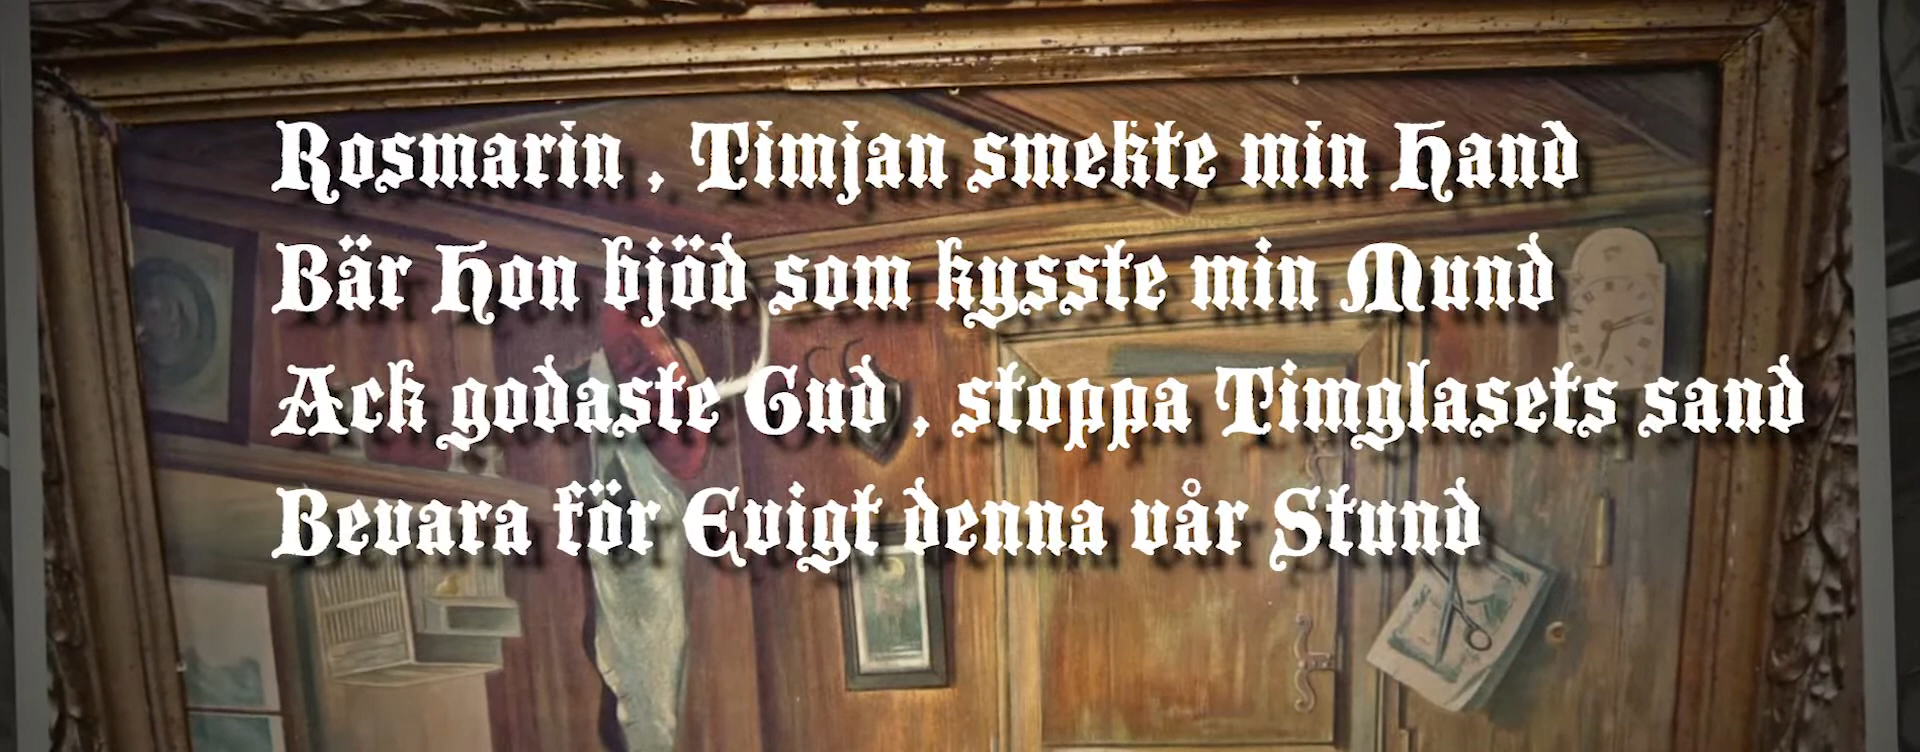 Rosmarin , Timjan smekte min Hand
Bär Hon bjöd som kysste min Mund
Ack godaste Gud , stoppa Timglasets sand
Bevara för Evigt denna vår Stund